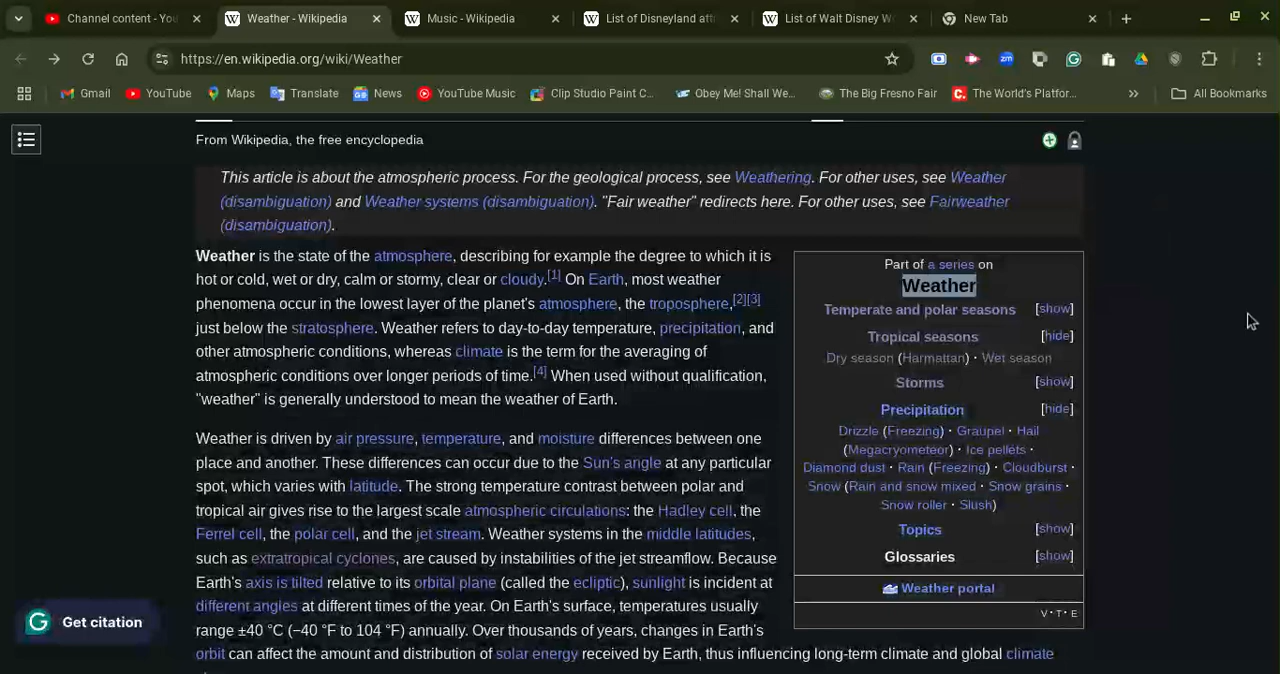 Channel content - You
Weather - Wikipedia
Music - Wikipedia
List of Disneyland att
List of Walt Disney W
New Tab
https://en.wikipedia.org/wiki/Weather
Gmail
YouTube
Maps
Translate
News
YouTube Music
Clip Studio Paint C...
Obey Me! Shall We...
The Big Fresno Fair
The World's Platfor...
All Bookmarks
From Wikipedia, the free encyclopedia
This article is about the atmospheric process. For the geological process, see Weathering. For other uses, see Weather
(disambiguation) and Weather systems (disambiguation). "Fair weather" redirects here. For other uses, see Fairweather
(disambiguation).
Weather is the state of the atmosphere, describing for example the degree to which it is
hot or cold, wet or dry, calm or stormy, clear or cloudy.[1] On Earth, most weather
phenomena occur in the lowest layer of the planet's atmosphere, the troposphere,[2][3]
just below the stratosphere. Weather refers to day-to-day temperature, precipitation, and
other atmospheric conditions, whereas climate is the term for the averaging of
atmospheric conditions over longer periods of time.[4] When used without qualification,
"weather" is generally understood to mean the weather of Earth.
Weather is driven by air pressure, temperature, and moisture differences between one
place and another. These differences can occur due to the Sun's angle at any particular
spot, which varies with latitude. The strong temperature contrast between polar and
tropical air gives rise to the largest scale atmospheric circulations: the Hadley cell, the
Ferrel cell, the polar cell, and the jet stream. Weather systems in the middle latitudes,
such as extratropical cyclones, are caused by instabilities of the jet streamflow. Because
Earth's axis is tilted relative to its orbital plane (called the ecliptic), sunlight is incident at
different angles at different times of the year. On Earth's surface, temperatures usually
range ±40 °C (−40 °F to 104 °F) annually. Over thousands of years, changes in Earth's
orbit can affect the amount and distribution of solar energy received by Earth, thus influencing long-term climate and global climate
Part of a series on
Weather
Temperate and polar seasons [show]
Tropical seasons [hide]
Dry season (Harmattan) · Wet season
Storms [show]
Precipitation [hide]
Drizzle (Freezing) · Graupel · Hail
(Megacryometeor) · Ice pellets ·
Diamond dust · Rain (Freezing) · Cloudburst ·
Snow (Rain and snow mixed · Snow grains ·
Snow roller · Slush)
Topics [show]
Glossaries [show]
Weather portal
V · T · E
G Get citation